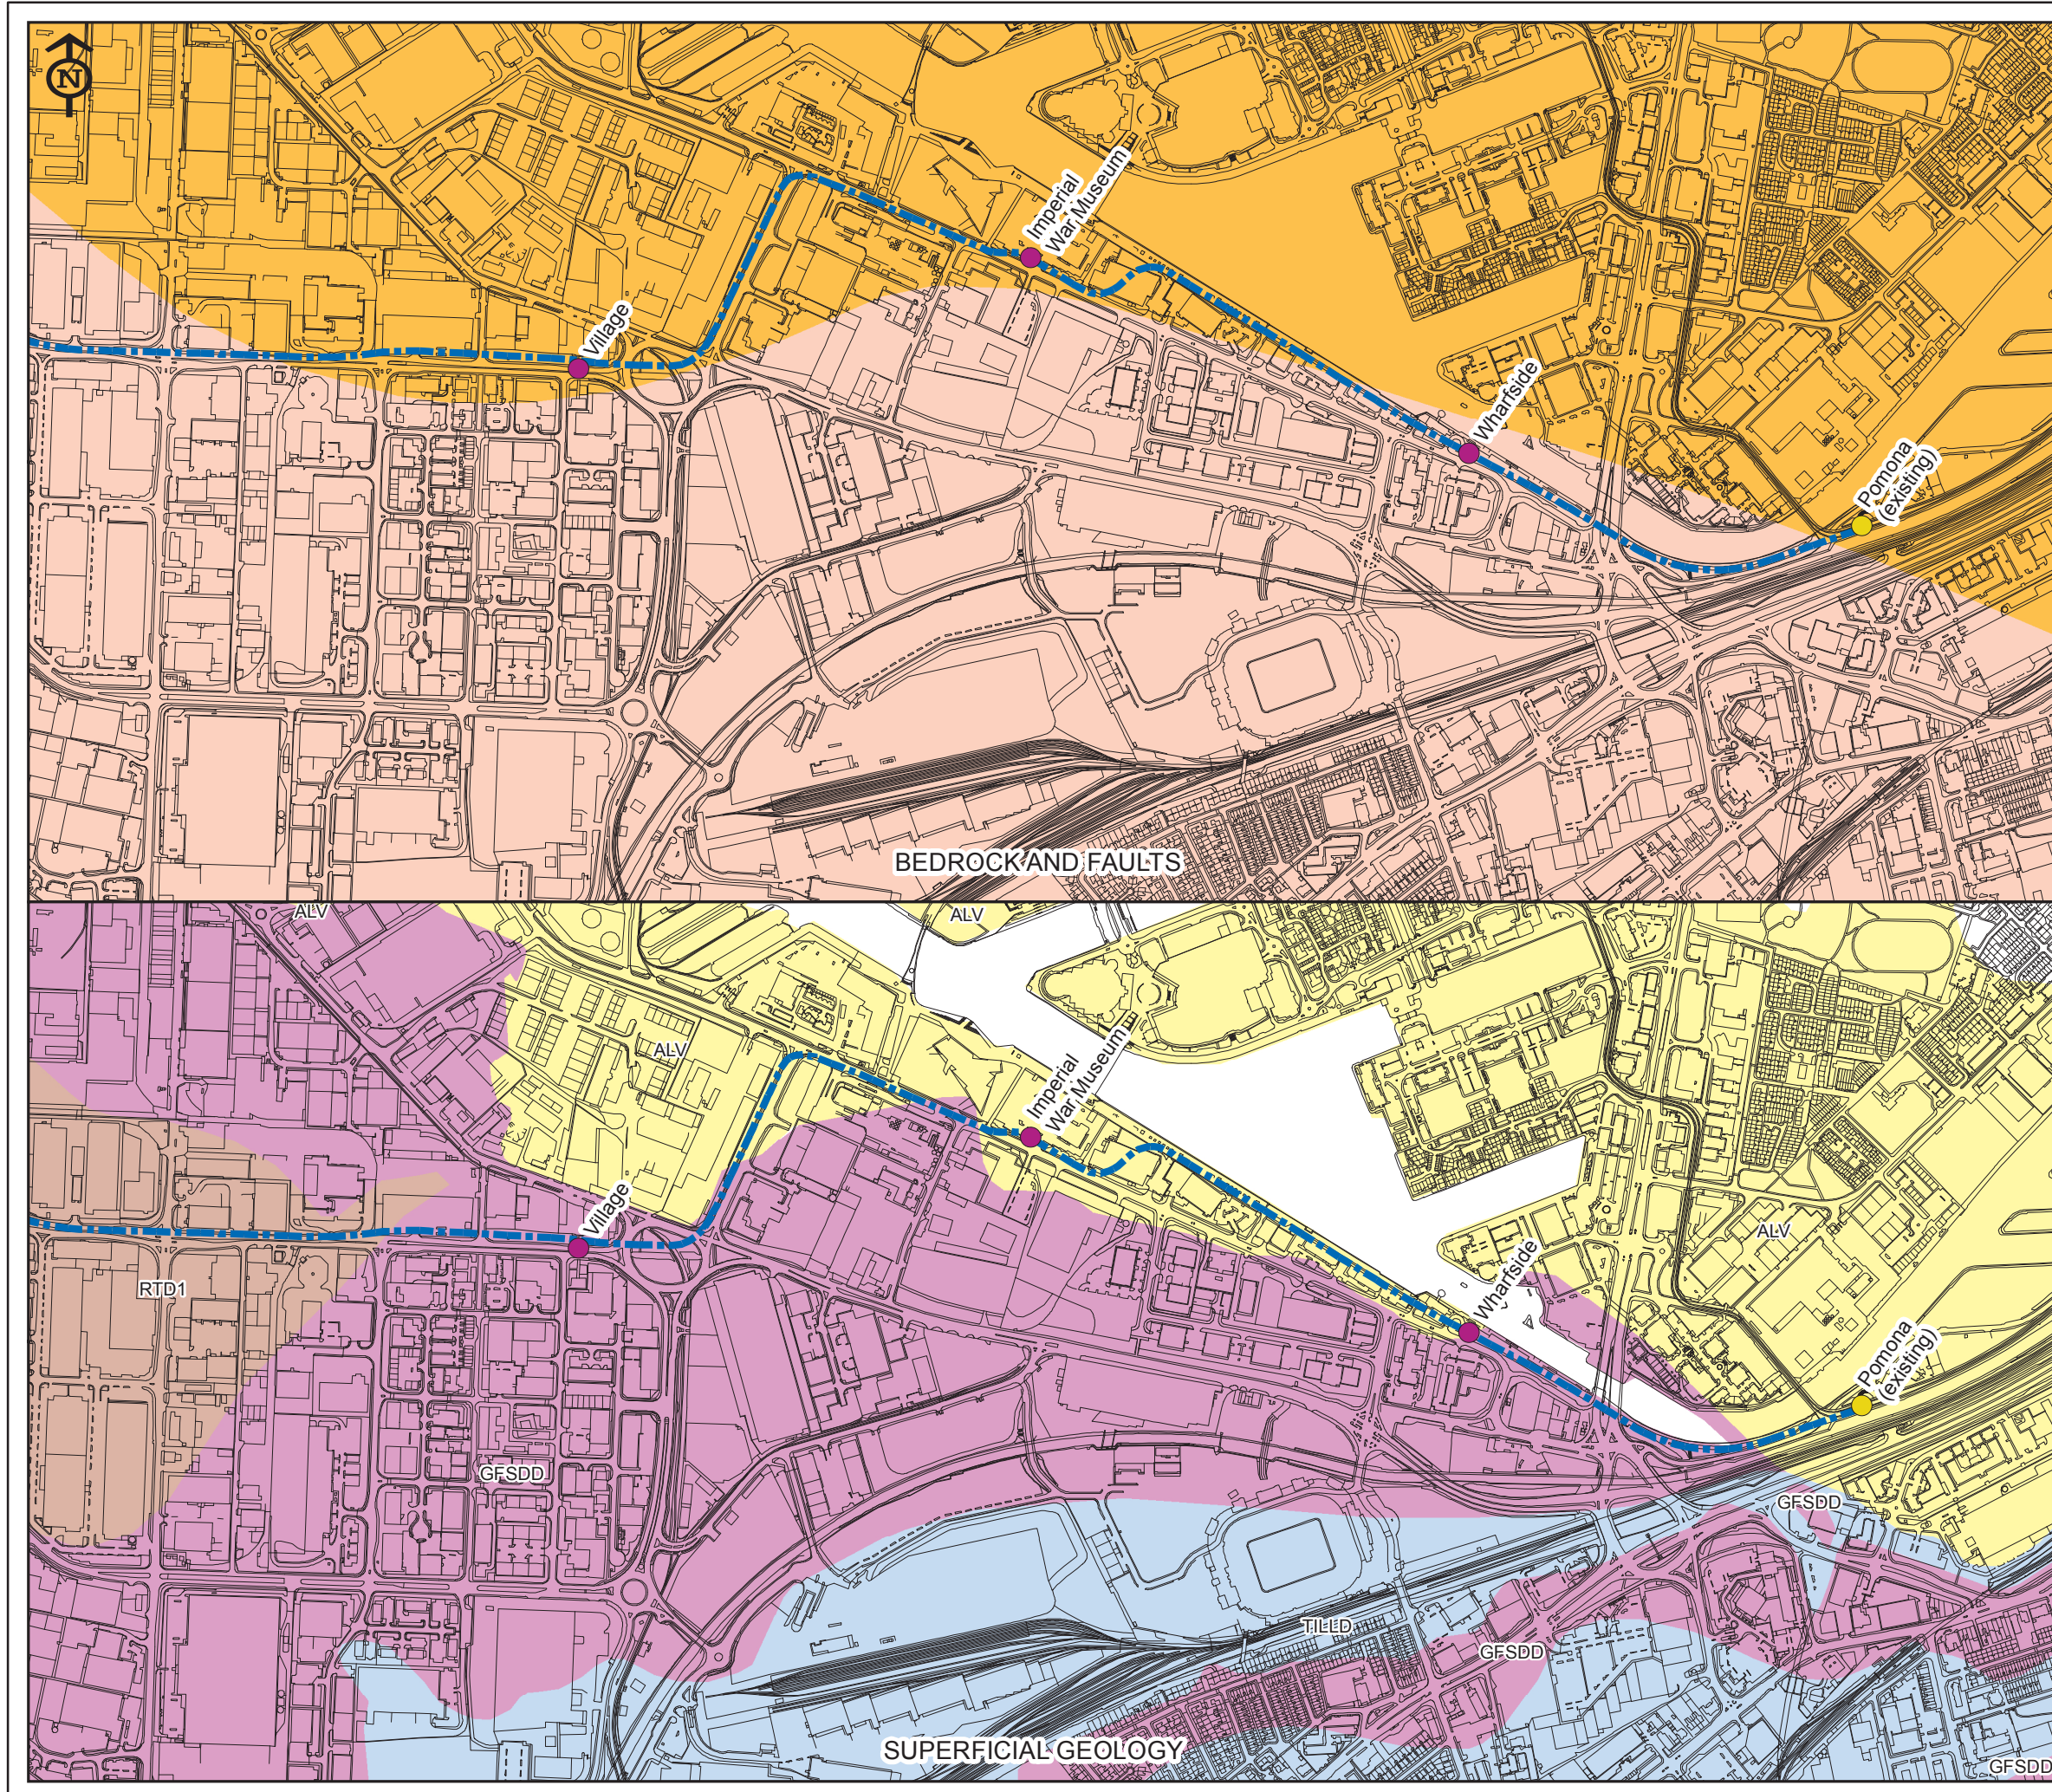 N
Imperial
War Museum
Village
Wharfside
Pomona
(existing)
BEDROCK AND FAULTS
ALV
ALV
ALV
Imperial
War Museum
Village
Wharfside
ALV
RTD1
Pomona
(existing)
GFSDD
GFSDD
TILLD
GFSDD
SUPERFICIAL GEOLOGY
GFSDD